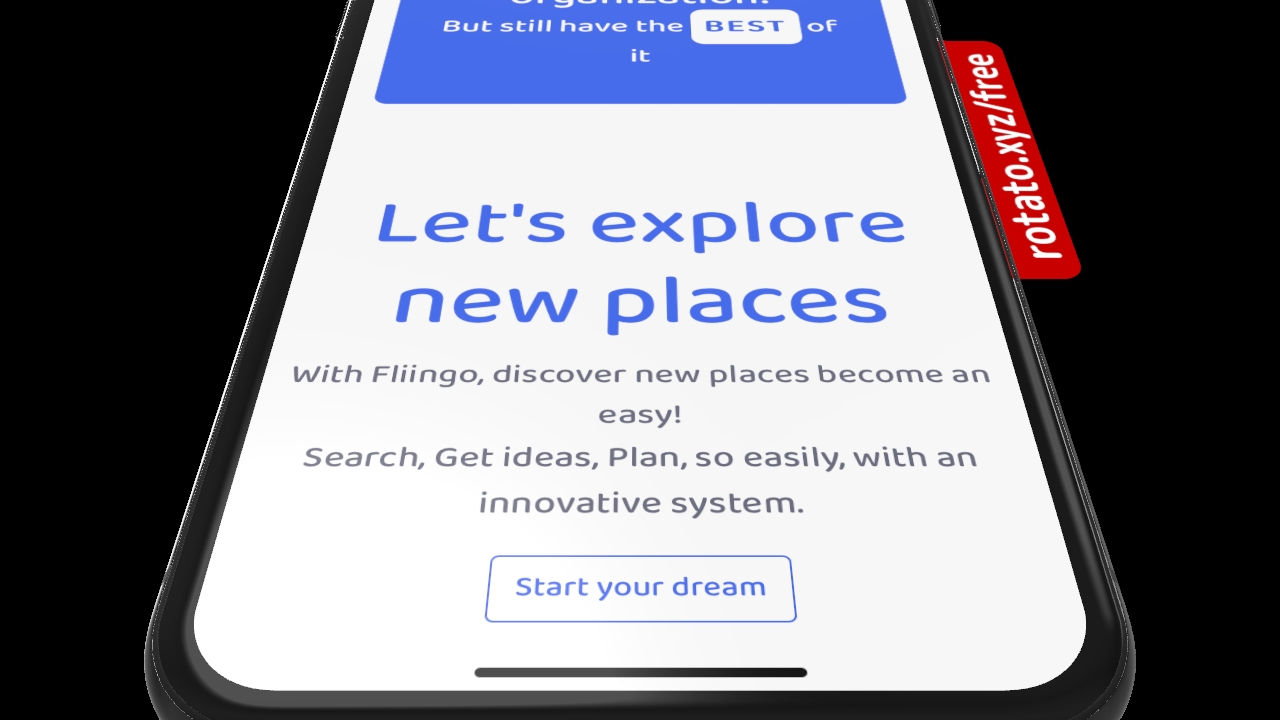 organization?
But still have the BEST of
it
rotato.xyz/free
Let's explore
new places
With Fliingo, discover new places become an
easy!
Search, Get ideas, Plan, so easily, with an
innovative system.
Start your dream